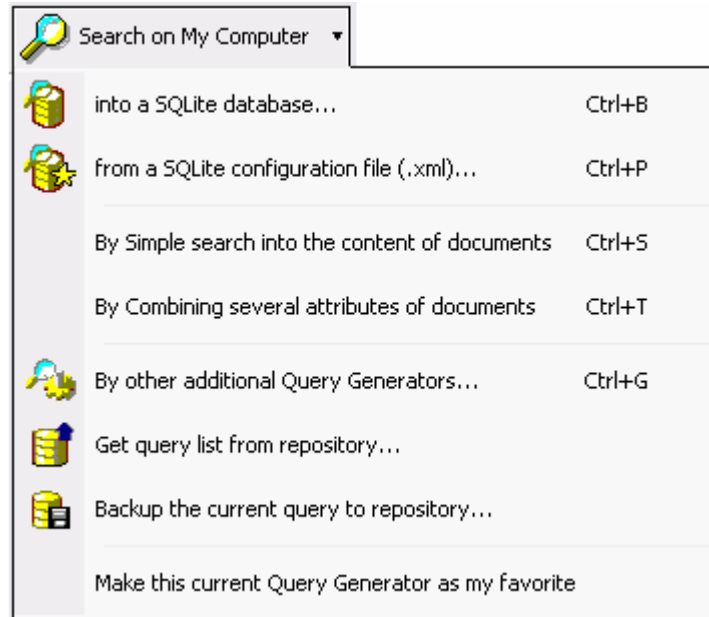 Search on My Computer
into a SQLite database... Ctrl+B
from a SQLite configuration file (.xml)... Ctrl+P
By Simple search into the content of documents Ctrl+S
By Combining several attributes of documents Ctrl+T
By other additional Query Generators... Ctrl+G
Get query list from repository...
Backup the current query to repository...
Make this current Query Generator as my favorite